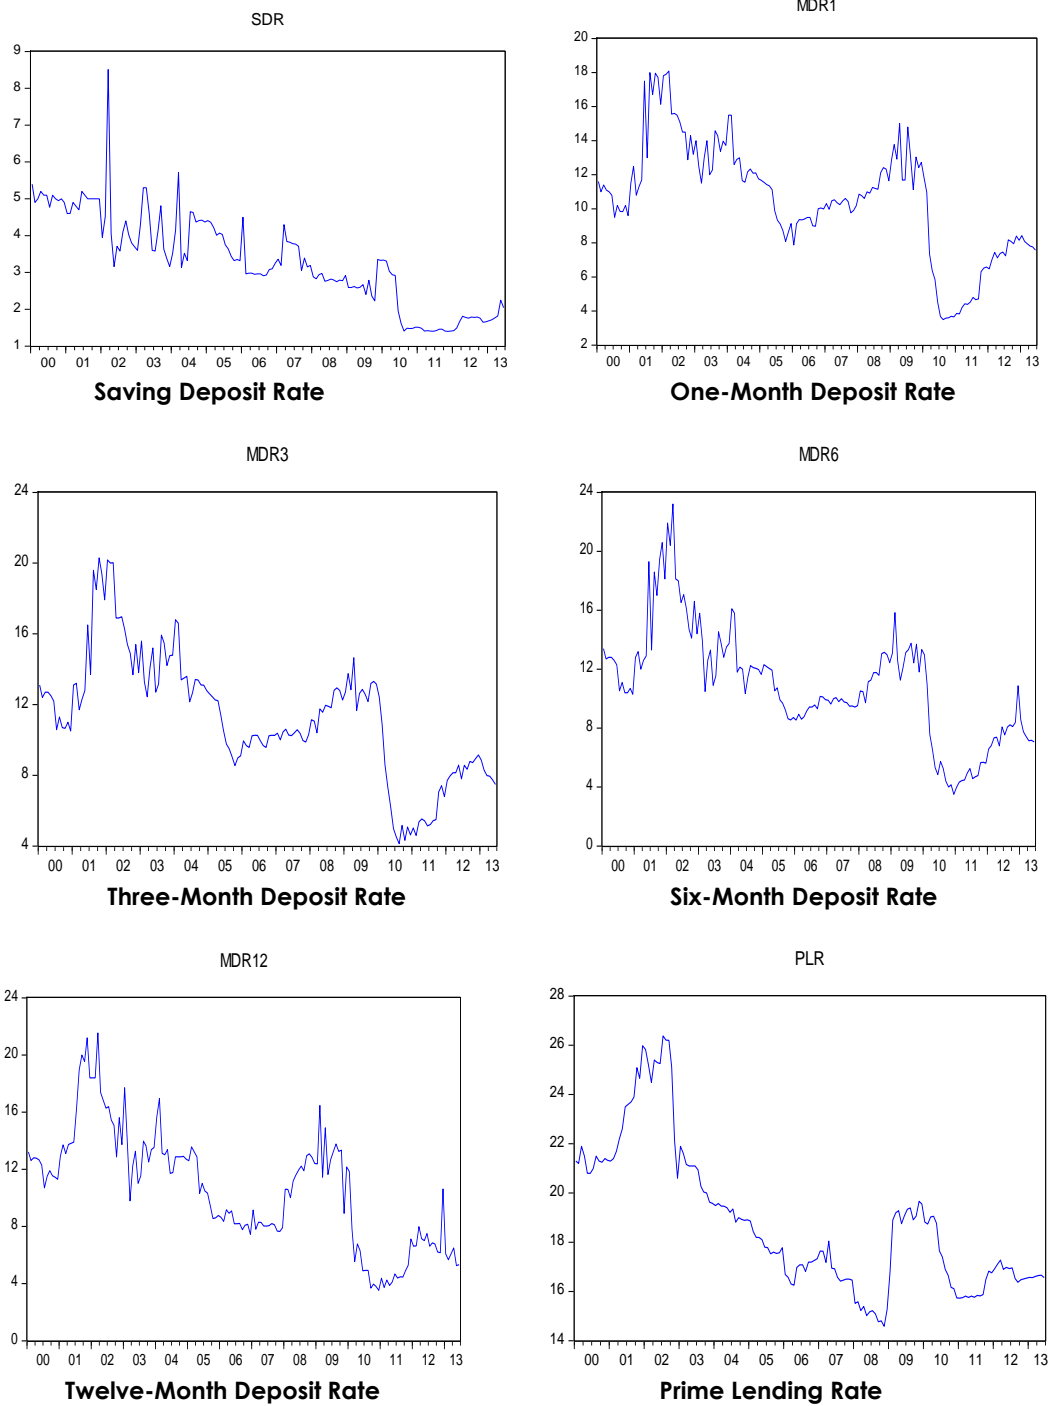 SDR
9
8
7
6
5
4
3
2
1
00 01 02 03 04 05 06 07 08 09 10 11 12 13
Saving Deposit Rate
MDR1
20
18
16
14
12
10
8
6
4
2
00 01 02 03 04 05 06 07 08 09 10 11 12 13
One-Month Deposit Rate
MDR3
24
20
16
12
8
4
00 01 02 03 04 05 06 07 08 09 10 11 12 13
Three-Month Deposit Rate
MDR6
24
20
16
12
8
4
0
00 01 02 03 04 05 06 07 08 09 10 11 12 13
Six-Month Deposit Rate
MDR12
24
20
16
12
8
4
0
00 01 02 03 04 05 06 07 08 09 10 11 12 13
Twelve-Month Deposit Rate
PLR
28
26
24
22
20
18
16
14
00 01 02 03 04 05 06 07 08 09 10 11 12 13
Prime Lending Rate